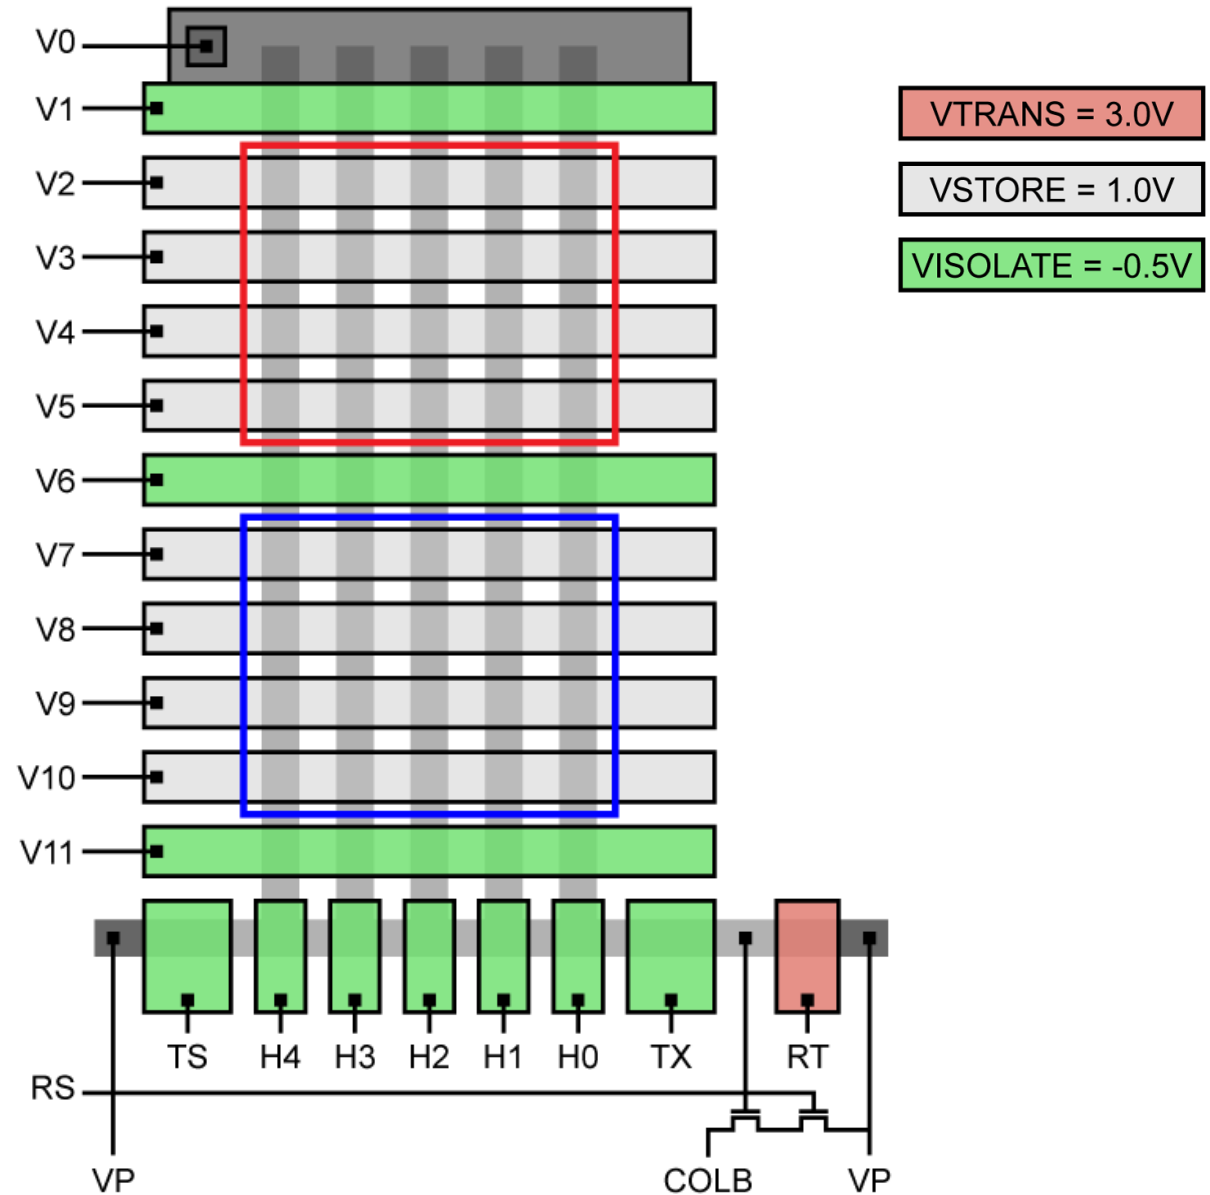 V0
V1
VTRANS = 3.0V
V2
VSTORE = 1.0V
V3
VISOLATE = -0.5V
V4
V5
V6
V7
V8
V9
V10
V11
TS H4 H3 H2 H1 H0 TX RT
RS
VP COLB VP